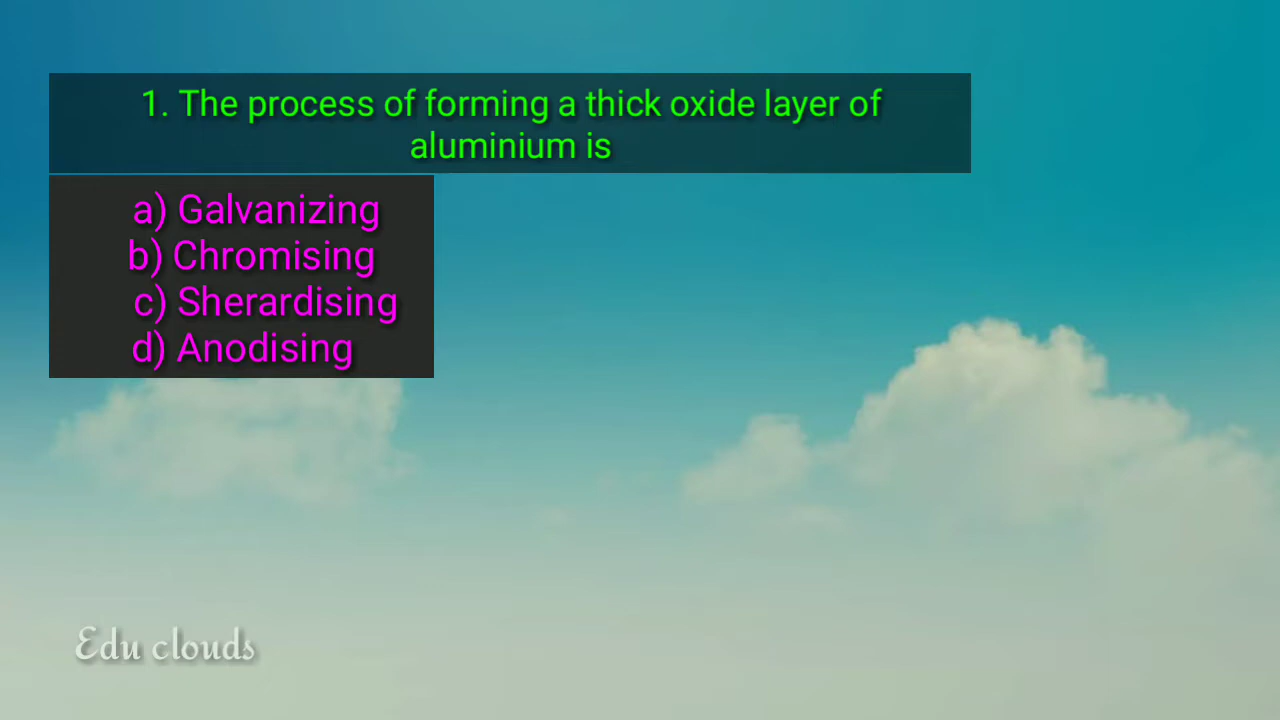 1. The process of forming a thick oxide layer of
aluminium is
a) Galvanizing
b) Chromising
c) Sherardising
d) Anodising
Edu clouds